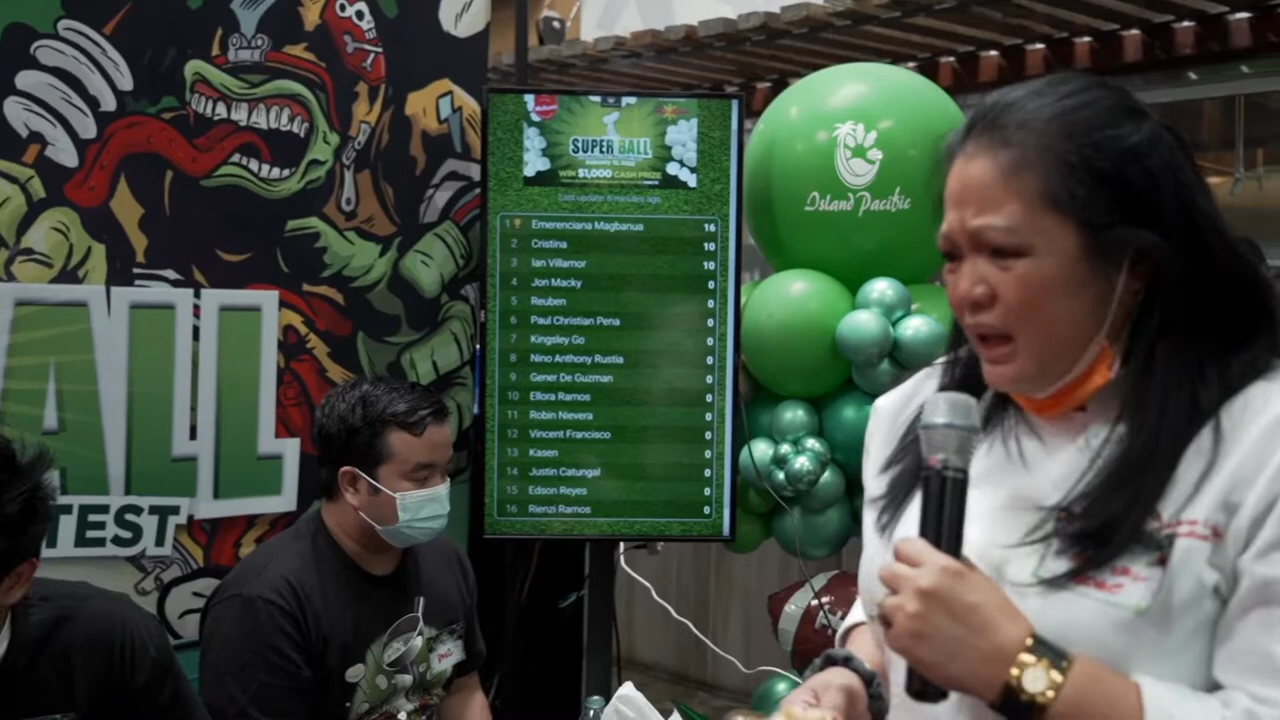 ALL
TEST
SUPER BALL
WIN $1,000 CASH PRIZE
Last update: 6 minutes ago
1 Emerenciana Magbanua 16
2 Cristina 10
3 Ian Villamor 10
4 Jon Macky 0
5 Reuben 0
6 Paul Christian Pena 0
7 Kingsley Go 0
8 Nino Anthony Rustia 0
9 Gener De Guzman 0
10 Ellora Ramos 0
11 Robin Nievera 0
12 Vincent Francisco 0
13 Kasen 0
14 Justin Catungal 0
15 Edson Reyes 0
16 Rienzi Ramos 0
Island Pacific